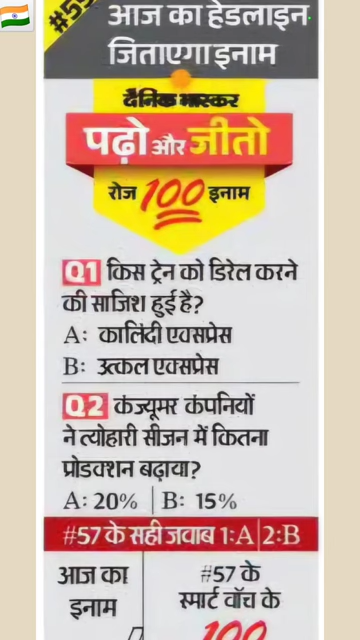 #59
आज का हेडलाइन
जिताएगा इनाम
दैनिक भास्कर
पढ़ो और जीतो
रोज 100 इनाम
Q1 किस ट्रेन को डिरेल करने
की साजिश हुई है?
A: कालिंदी एक्सप्रेस
B: उत्कल एक्सप्रेस
Q2 कंज्यूमर कंपनियों
ने त्योहारी सीजन में कितना
प्रोडक्शन बढ़ाया?
A: 20% | B: 15%
#57 के सही जवाब 1:A|2:B
आज का
इनाम
#57 के
स्मार्ट वॉच के
100